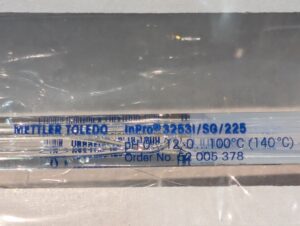 METTLER TOLEDO InPro® 3253i/SG/225
pH 0...12 0...100°C (140°C)
Order No. 52 005 378